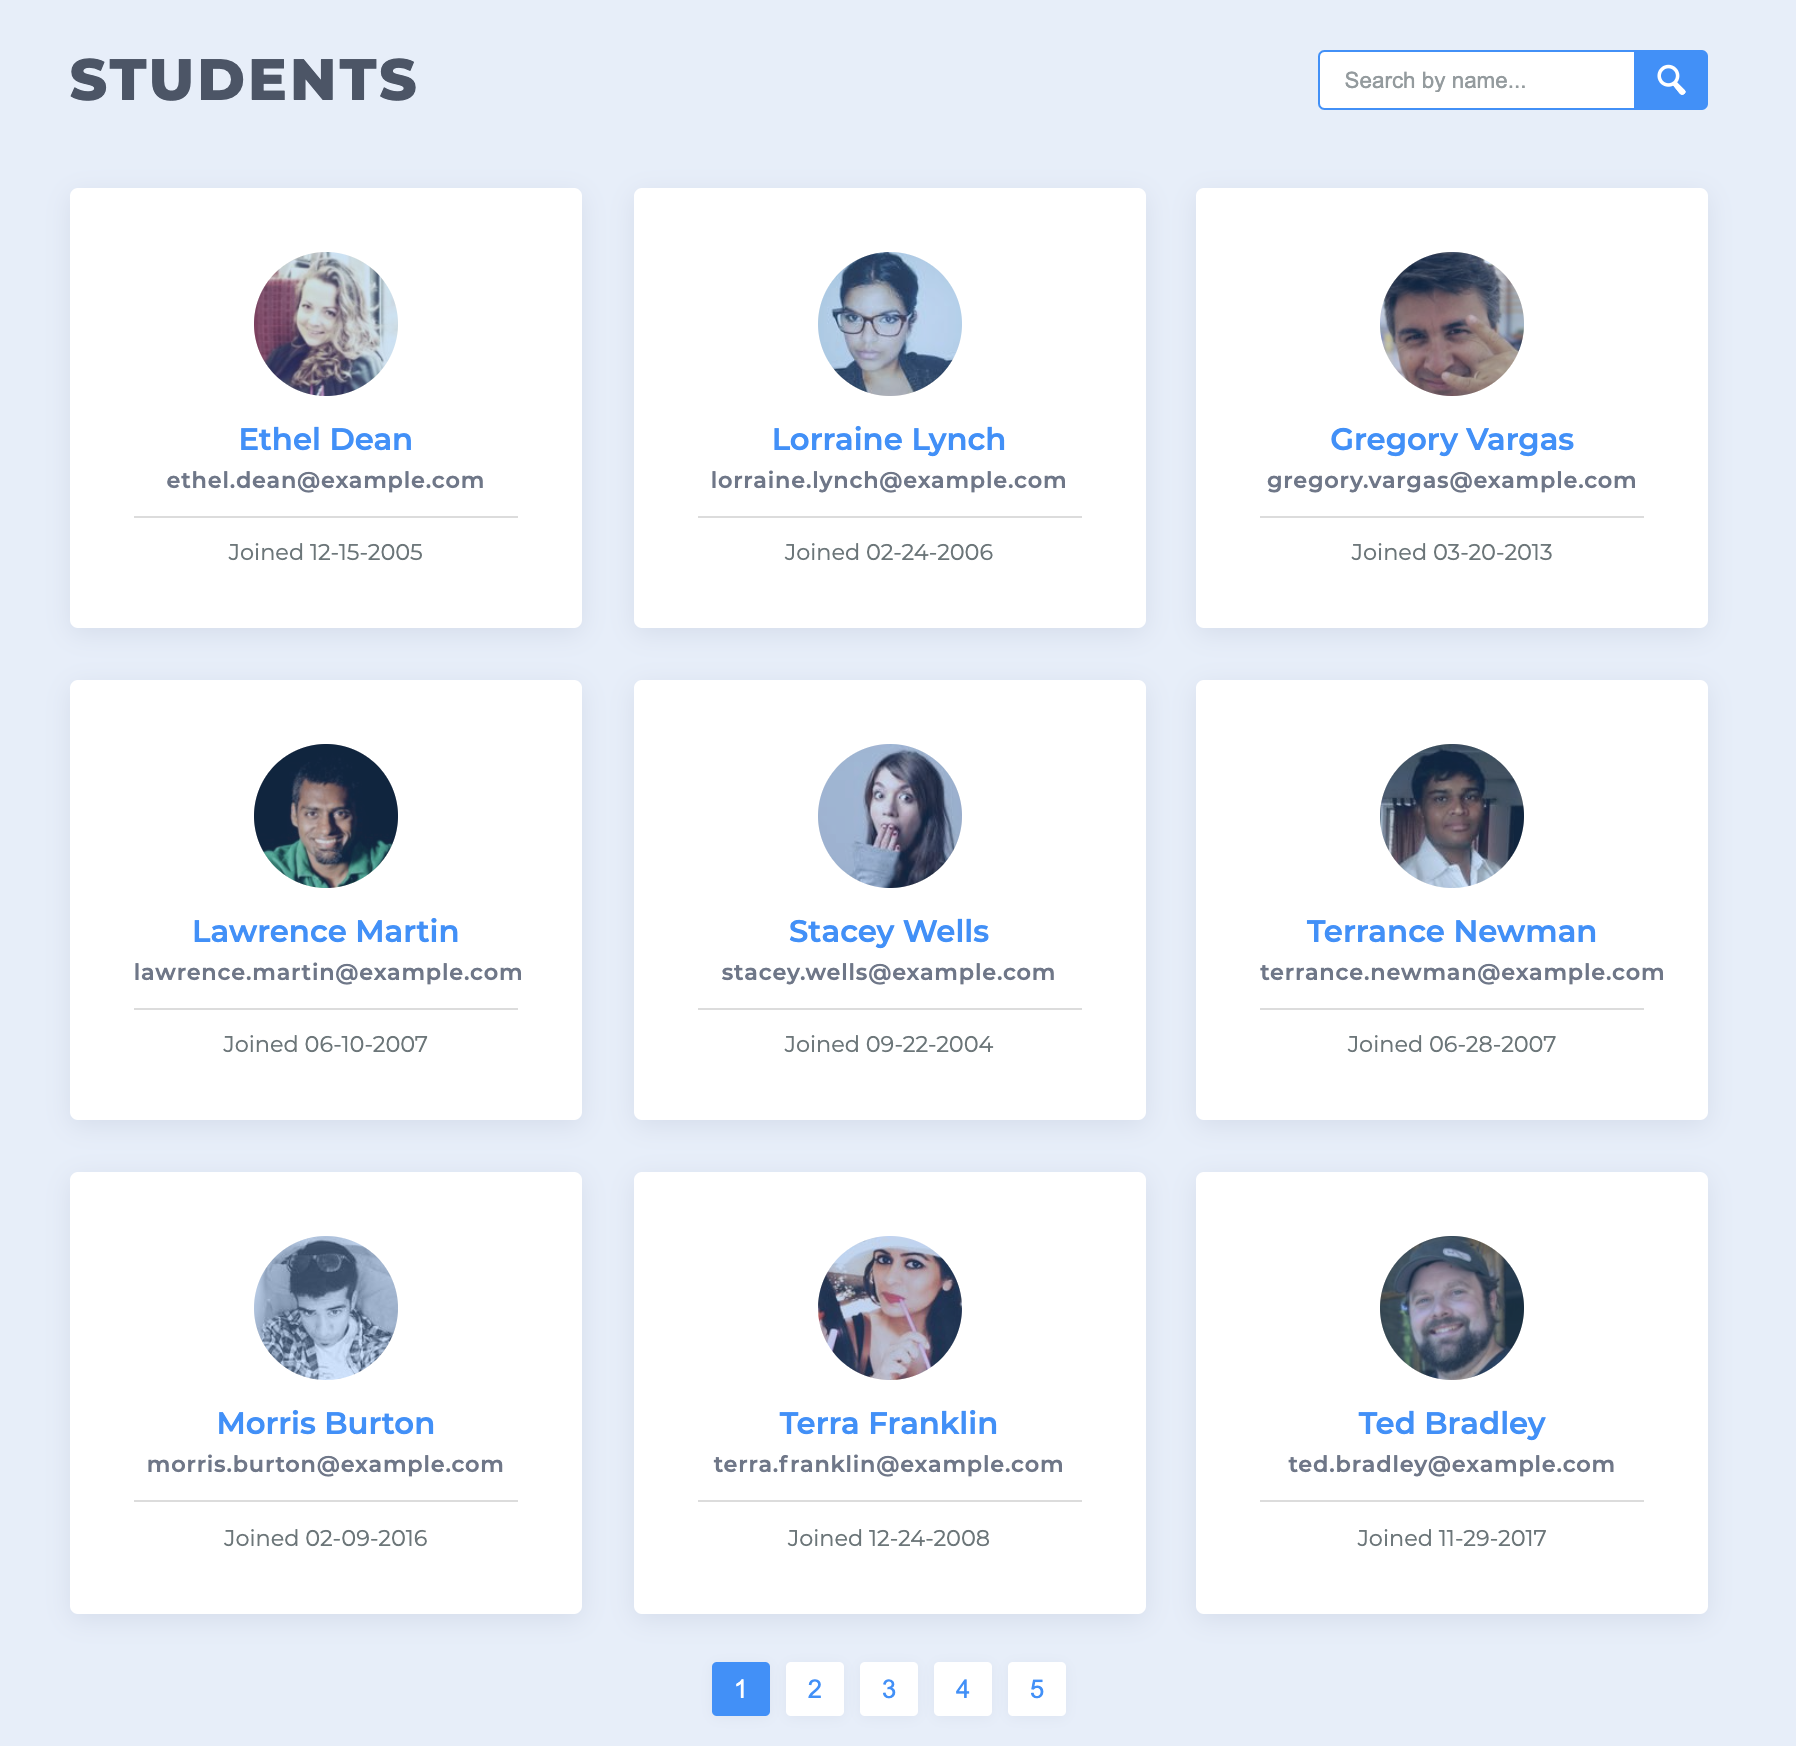 STUDENTS
Search by name...
Ethel Dean
ethel.dean@example.com
Joined 12-15-2005
Lorraine Lynch
lorraine.lynch@example.com
Joined 02-24-2006
Gregory Vargas
gregory.vargas@example.com
Joined 03-20-2013
Lawrence Martin
lawrence.martin@example.com
Joined 06-10-2007
Stacey Wells
stacey.wells@example.com
Joined 09-22-2004
Terrance Newman
terrance.newman@example.com
Joined 06-28-2007
Morris Burton
morris.burton@example.com
Joined 02-09-2016
Terra Franklin
terra.franklin@example.com
Joined 12-24-2008
Ted Bradley
ted.bradley@example.com
Joined 11-29-2017
1 2 3 4 5